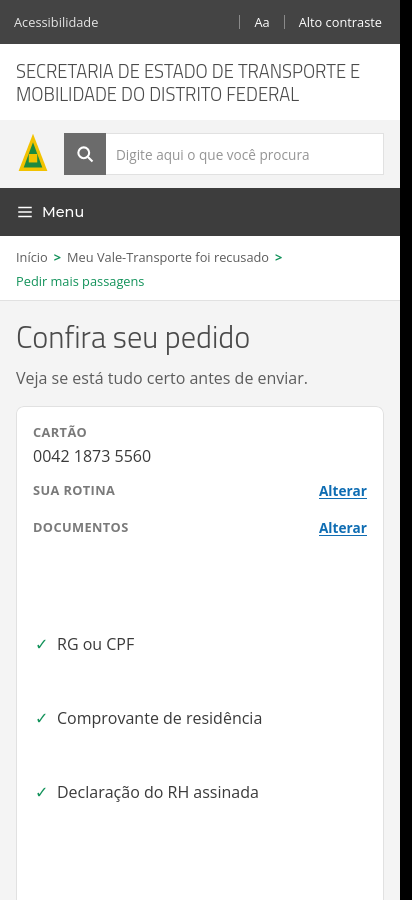 Acessibilidade
Aa
Alto contraste
SECRETARIA DE ESTADO DE TRANSPORTE E
MOBILIDADE DO DISTRITO FEDERAL
Digite aqui o que você procura
Menu
Início > Meu Vale-Transporte foi recusado >
Pedir mais passagens
Confira seu pedido
Veja se está tudo certo antes de enviar.
CARTÃO
0042 1873 5560
SUA ROTINA
Alterar
DOCUMENTOS
Alterar
✓ RG ou CPF
✓ Comprovante de residência
✓ Declaração do RH assinada